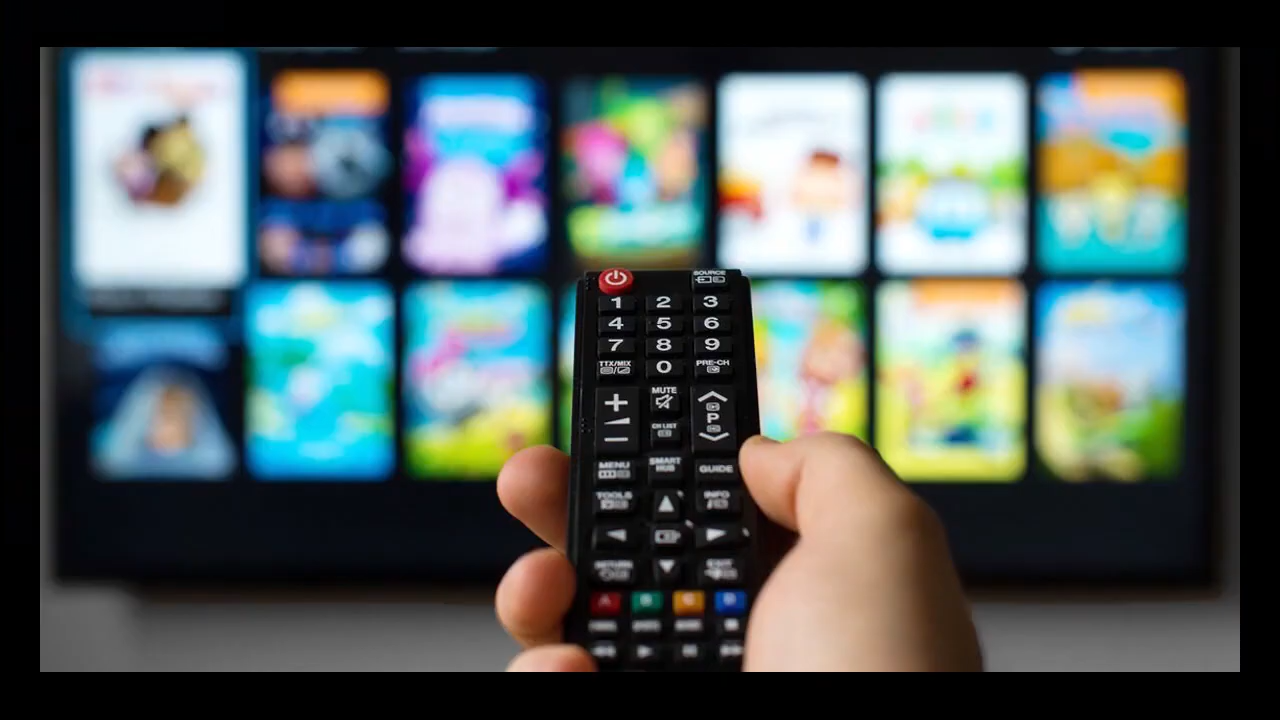 SOURCE
1 2 3
4 5 6
7 8 9
TTX/MIX 0 PRE-CH
MUTE
+ P −
CH LIST
MENU SMART HUB GUIDE
TOOLS INFO
RETURN EXIT
A B C D